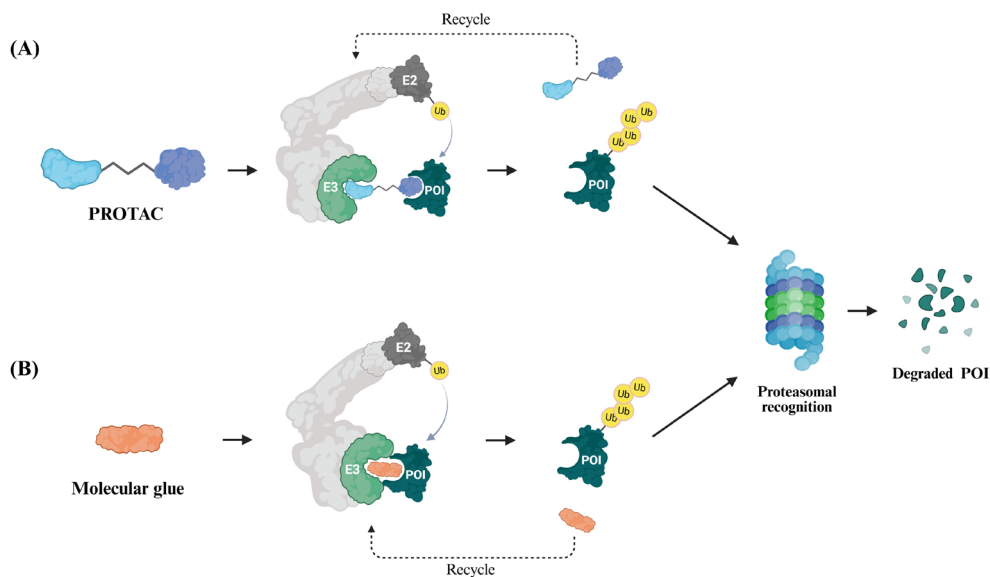 Recycle
(A)
E2
Ub
Ub
Ub
Ub
Ub
E3
POI
POI
PROTAC
E2
Ub
(B)
Ub
Ub
Ub
Ub
E3
POI
POI
Molecular glue
Recycle
Proteasomal
recognition
Degraded POI